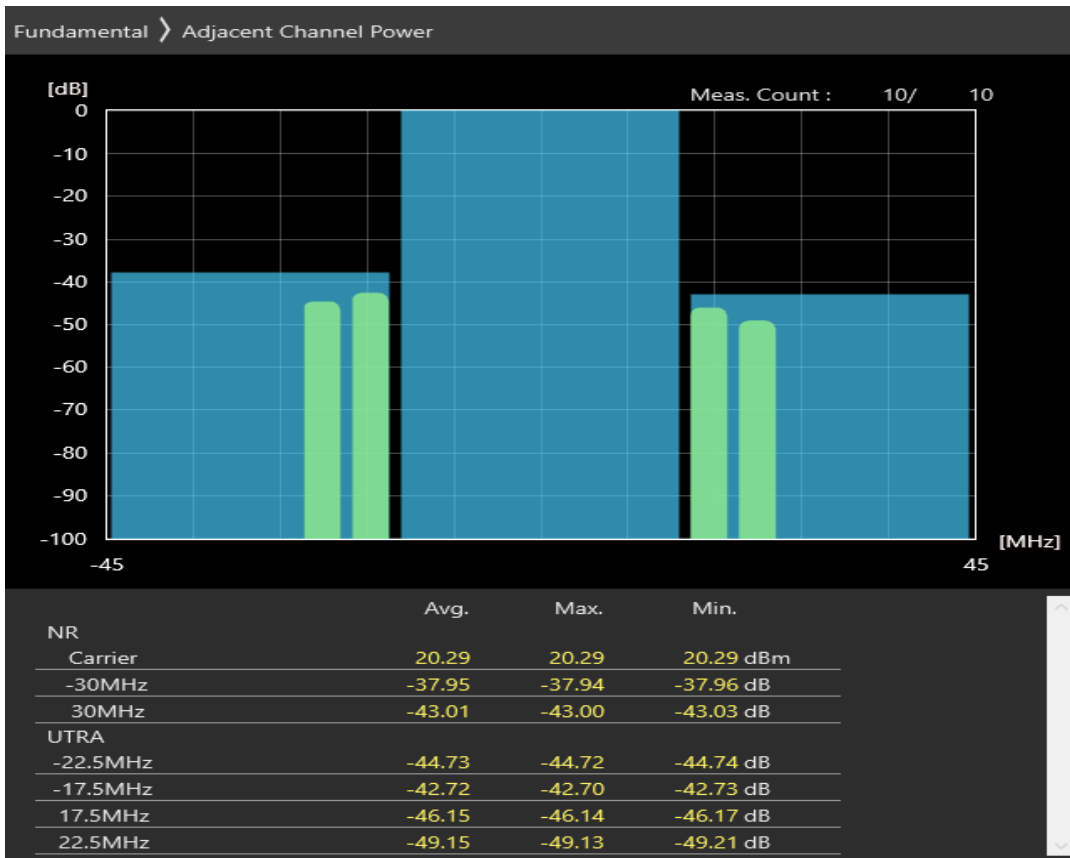 Fundamental 〉 Adjacent Channel Power
[dB]
Meas. Count : 10/ 10
0
-10
-20
-30
-40
-50
-60
-70
-80
-90
-100
[MHz]
-45 45
Avg. Max. Min.
NR
Carrier 20.29 20.29 20.29 dBm
-30MHz -37.95 -37.94 -37.96 dB
30MHz -43.01 -43.00 -43.03 dB
UTRA
-22.5MHz -44.73 -44.72 -44.74 dB
-17.5MHz -42.72 -42.70 -42.73 dB
17.5MHz -46.15 -46.14 -46.17 dB
22.5MHz -49.15 -49.13 -49.21 dB